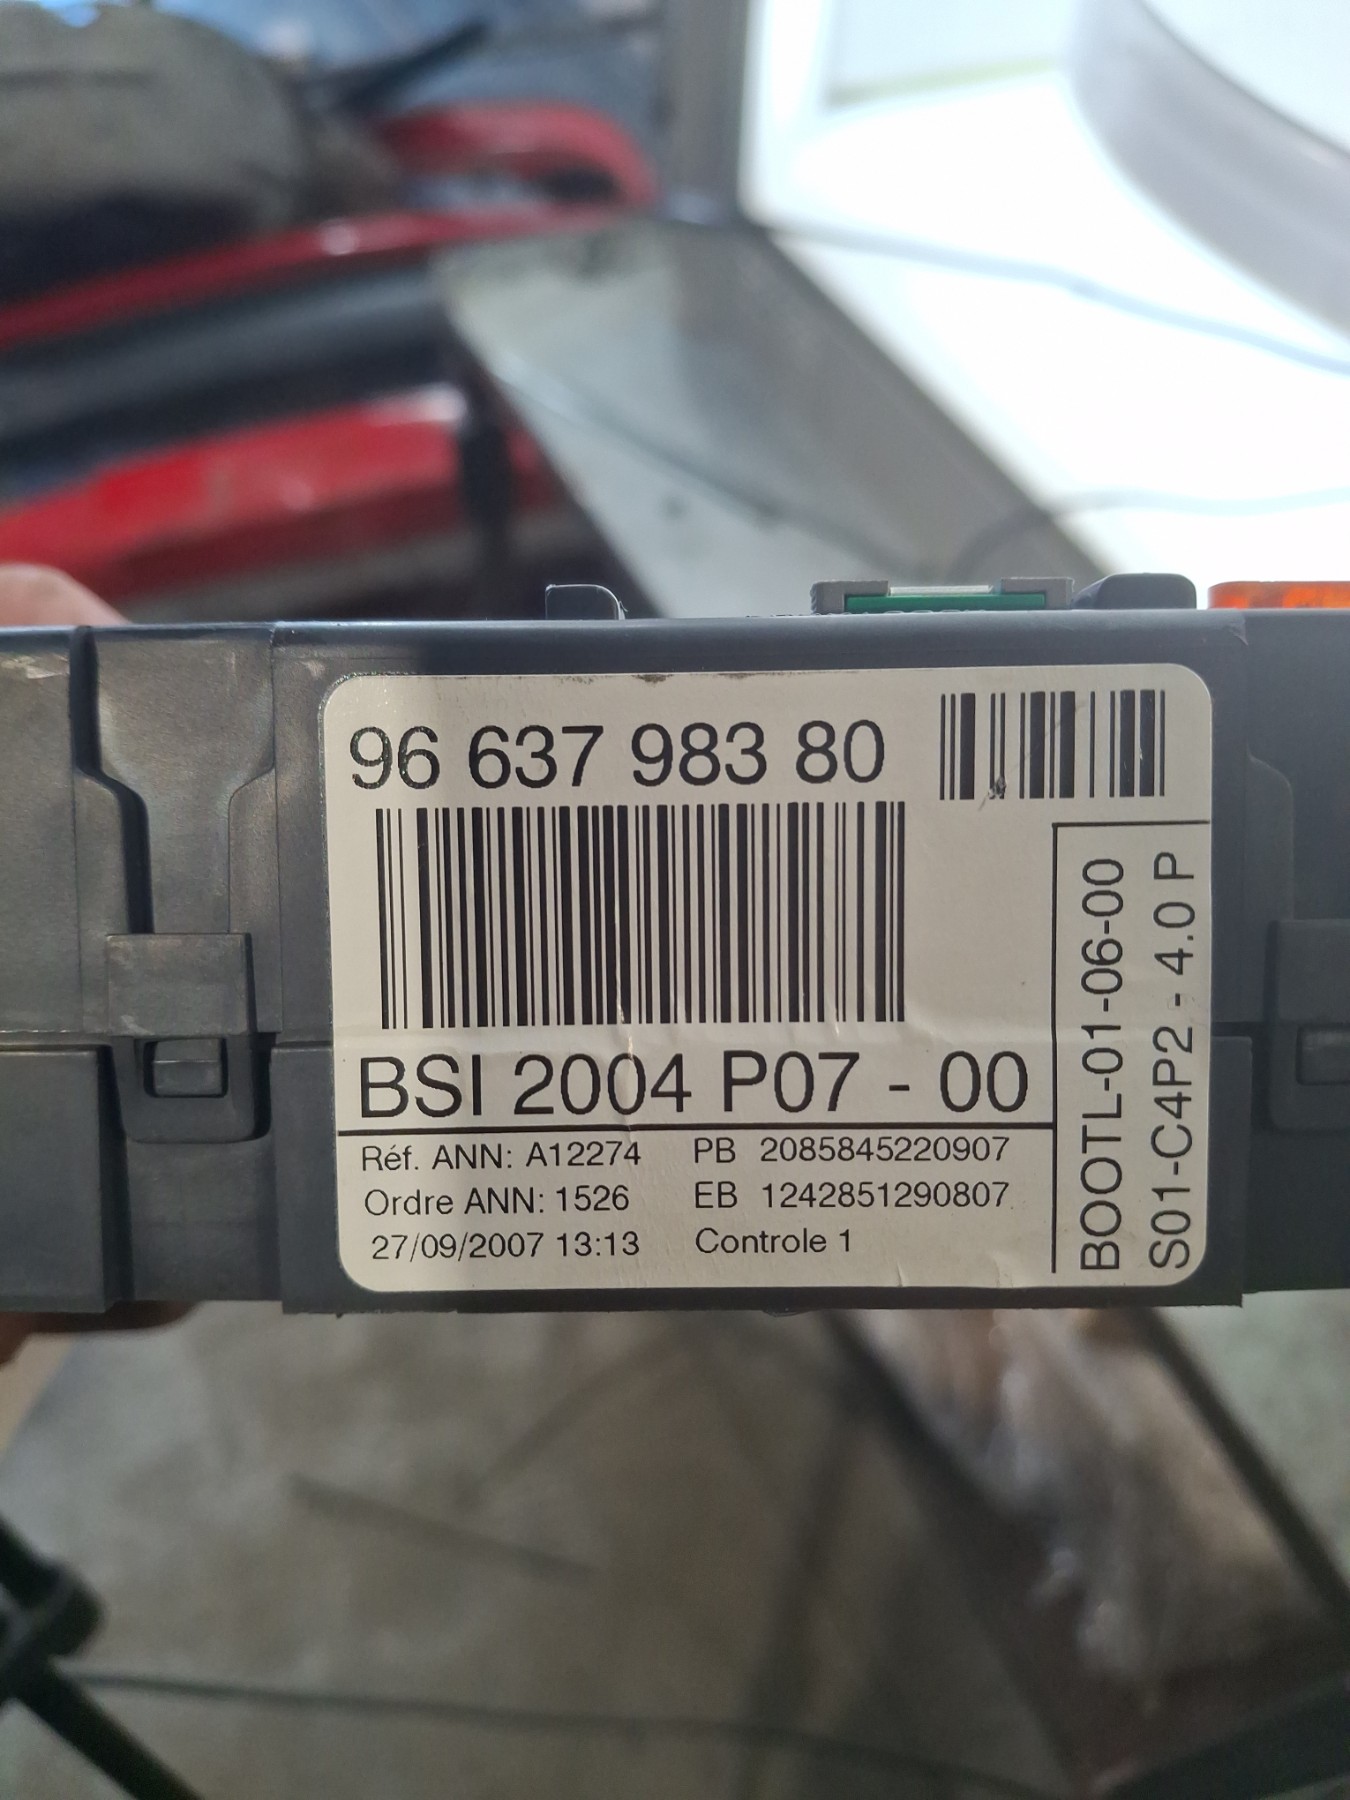 96 637 983 80
BSI 2004 P07 - 00
Réf. ANN: A12274 PB 2085845220907
Ordre ANN: 1526 EB 1242851290807
27/09/2007 13:13 Controle 1
BOOTL-01-06-00
S01-C4P2 - 4.0 P